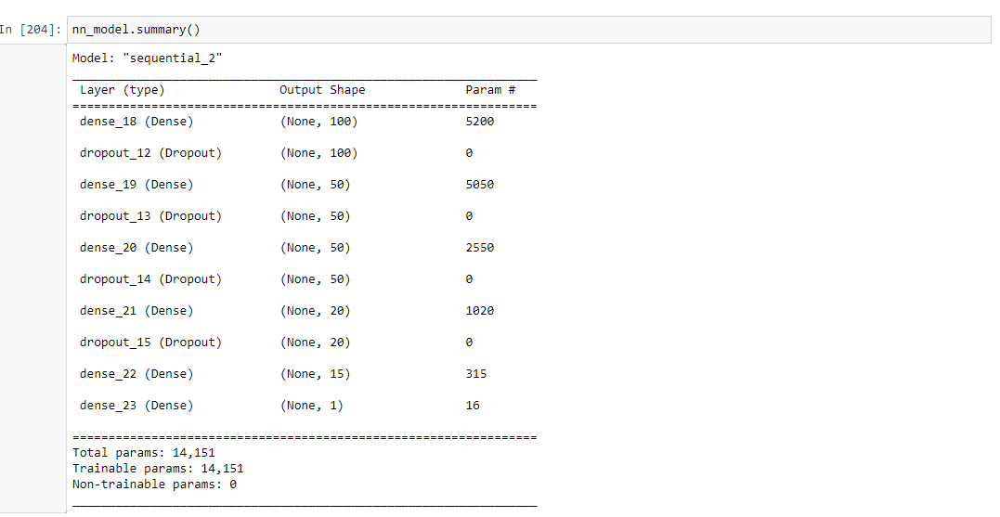 In [204]: nn_model.summary()
Model: "sequential_2"
_________________________________________________________________
Layer (type) Output Shape Param #
=================================================================
dense_18 (Dense) (None, 100) 5200
dropout_12 (Dropout) (None, 100) 0
dense_19 (Dense) (None, 50) 5050
dropout_13 (Dropout) (None, 50) 0
dense_20 (Dense) (None, 50) 2550
dropout_14 (Dropout) (None, 50) 0
dense_21 (Dense) (None, 20) 1020
dropout_15 (Dropout) (None, 20) 0
dense_22 (Dense) (None, 15) 315
dense_23 (Dense) (None, 1) 16
=================================================================
Total params: 14,151
Trainable params: 14,151
Non-trainable params: 0
_________________________________________________________________